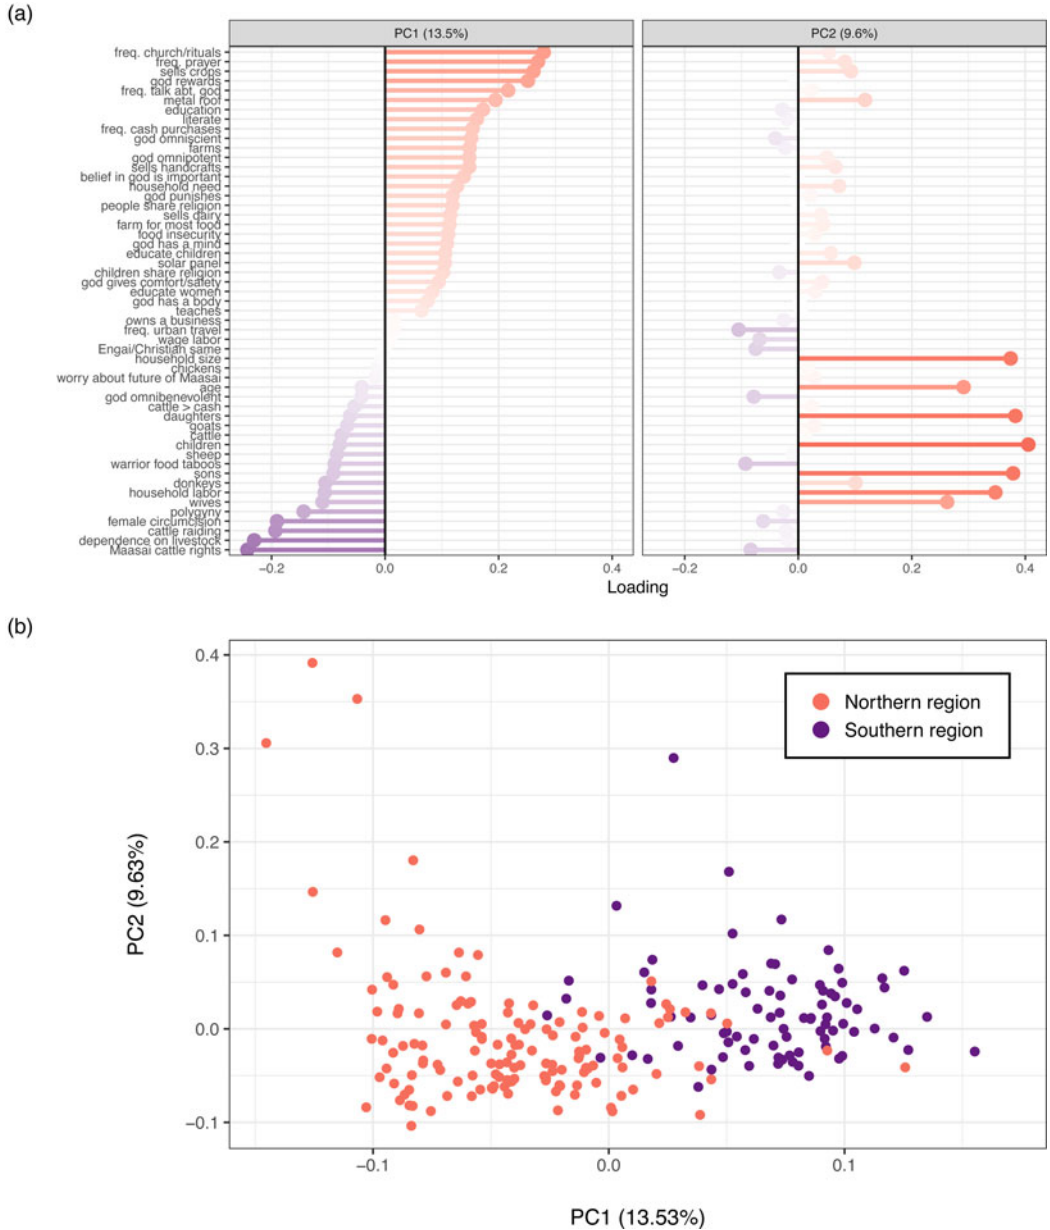 (a)
PC1 (13.5%)
PC2 (9.6%)
freq. church/rituals
freq. prayer
sells crops
god rewards
freq. talk abt. god
metal roof
education
literate
freq. cash purchases
god omniscient
farms
god omnipotent
sells handcrafts
belief in god is important
household need
god punishes
people share religion
sells dairy
farm for most food
food insecurity
god has a mind
educate children
solar panel
children share religion
god gives comfort/safety
educate women
god has a body
teaches
owns a business
freq. urban travel
wage labor
Engai/Christian same
household size
chickens
worry about future of Maasai
age
god omnibenevolent
cattle > cash
daughters
goats
cattle
children
sheep
warrior food taboos
sons
donkeys
household labor
wives
polygyny
female circumcision
cattle raiding
dependence on livestock
Maasai cattle rights
−0.2 0.0 0.2 0.4
−0.2 0.0 0.2 0.4
Loading
(b)
0.4
0.3
0.2
0.1
0.0
−0.1
PC2 (9.63%)
Northern region
Southern region
−0.1 0.0 0.1
PC1 (13.53%)